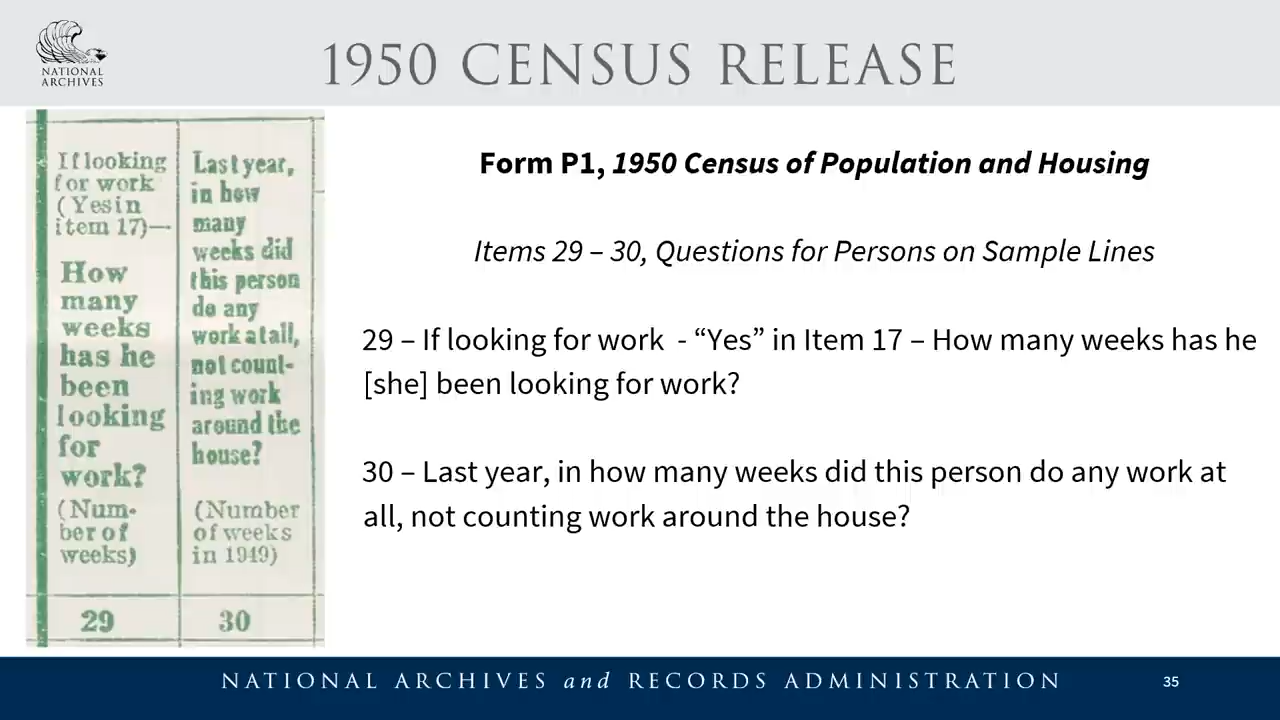 NATIONAL
ARCHIVES
1950 CENSUS RELEASE
If looking
for work
(Yes in
item 17)—
How
many
weeks
has he
been
looking
for
work?
(Num-
ber of
weeks)
29
Last year,
in how
many
weeks did
this person
do any
work at all,
not count-
ing work
around the
house?
(Number
of weeks
in 1949)
30
Form P1, 1950 Census of Population and Housing
Items 29 – 30, Questions for Persons on Sample Lines
29 – If looking for work - “Yes” in Item 17 – How many weeks has he
[she] been looking for work?
30 – Last year, in how many weeks did this person do any work at
all, not counting work around the house?
NATIONAL ARCHIVES and RECORDS ADMINISTRATION
35